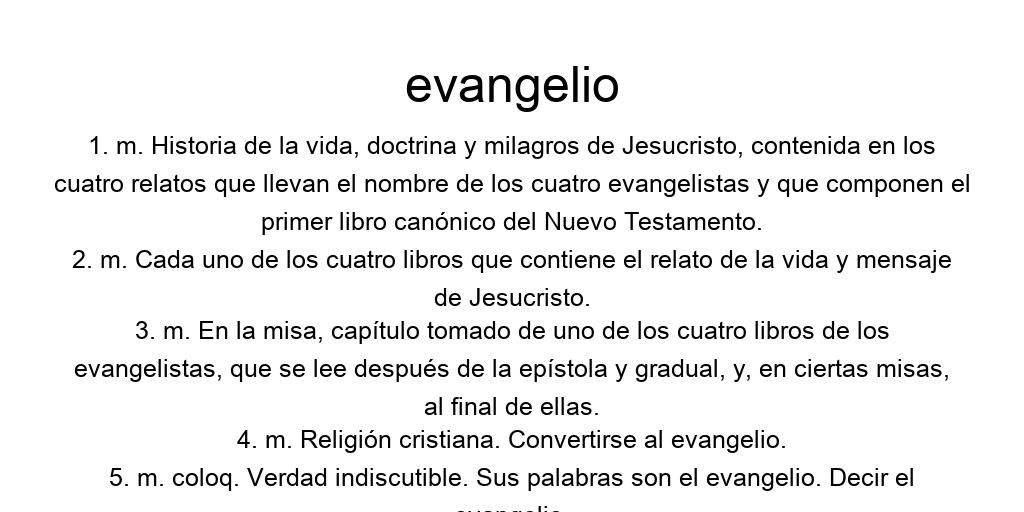 evangelio
1. m. Historia de la vida, doctrina y milagros de Jesucristo, contenida en los
cuatro relatos que llevan el nombre de los cuatro evangelistas y que componen el
primer libro canónico del Nuevo Testamento.
2. m. Cada uno de los cuatro libros que contiene el relato de la vida y mensaje
de Jesucristo.
3. m. En la misa, capítulo tomado de uno de los cuatro libros de los
evangelistas, que se lee después de la epístola y gradual, y, en ciertas misas,
al final de ellas.
4. m. Religión cristiana. Convertirse al evangelio.
5. m. coloq. Verdad indiscutible. Sus palabras son el evangelio. Decir el